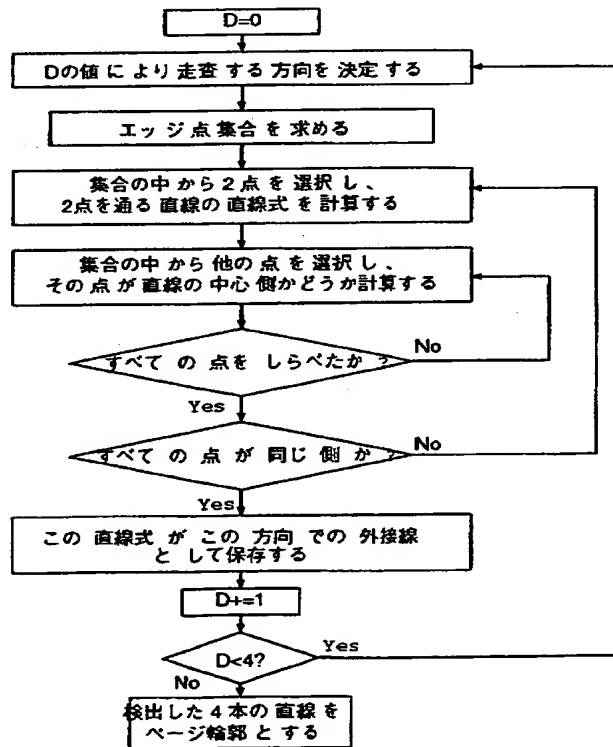 D=0
Dの値により走査する方向を決定する
エッジ点集合を求める
集合の中から2点を選択し、
2点を通る直線の直線式を計算する
集合の中から他の点を選択し、
その点が直線の中心側かどうか計算する
すべての点をしらべたか?
No
Yes
すべての点が同じ側か?
No
Yes
この直線式がこの方向での外接線
として保存する
D+=1
D<4?
Yes
No
検出した4本の直線を
ページ輪郭とする